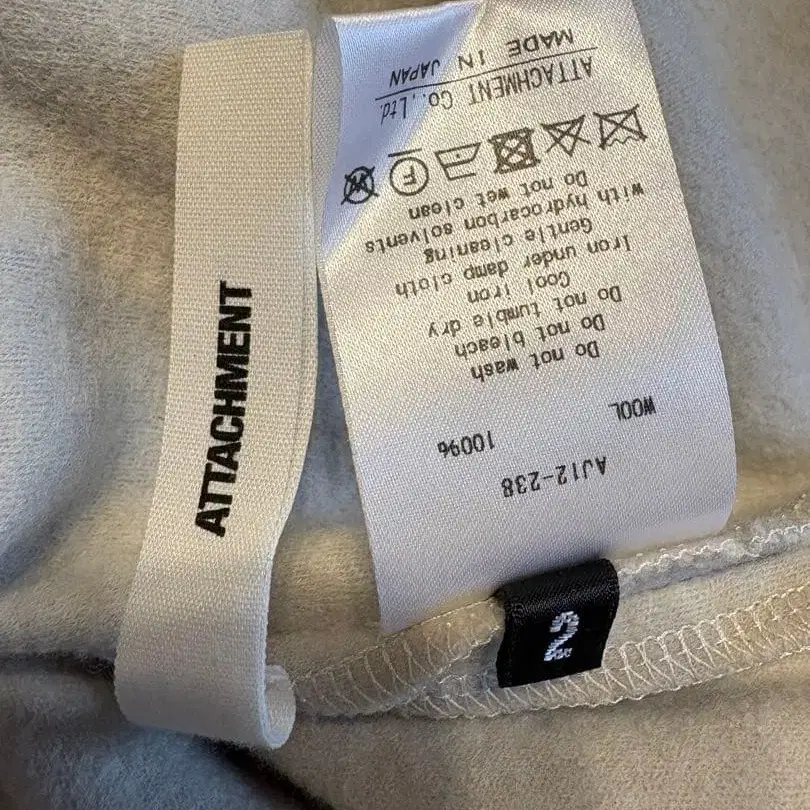 ATTACHMENT
AJ12-238
WOOL 100%
Do not wash
Do not bleach
Do not tumble dry
Cool iron
Iron under damp cloth
Gentle cleaning
with hydrocarbon solvents
Do not wet clean
F W
ATTACHMENT Co.,Ltd.
MADE IN JAPAN
2